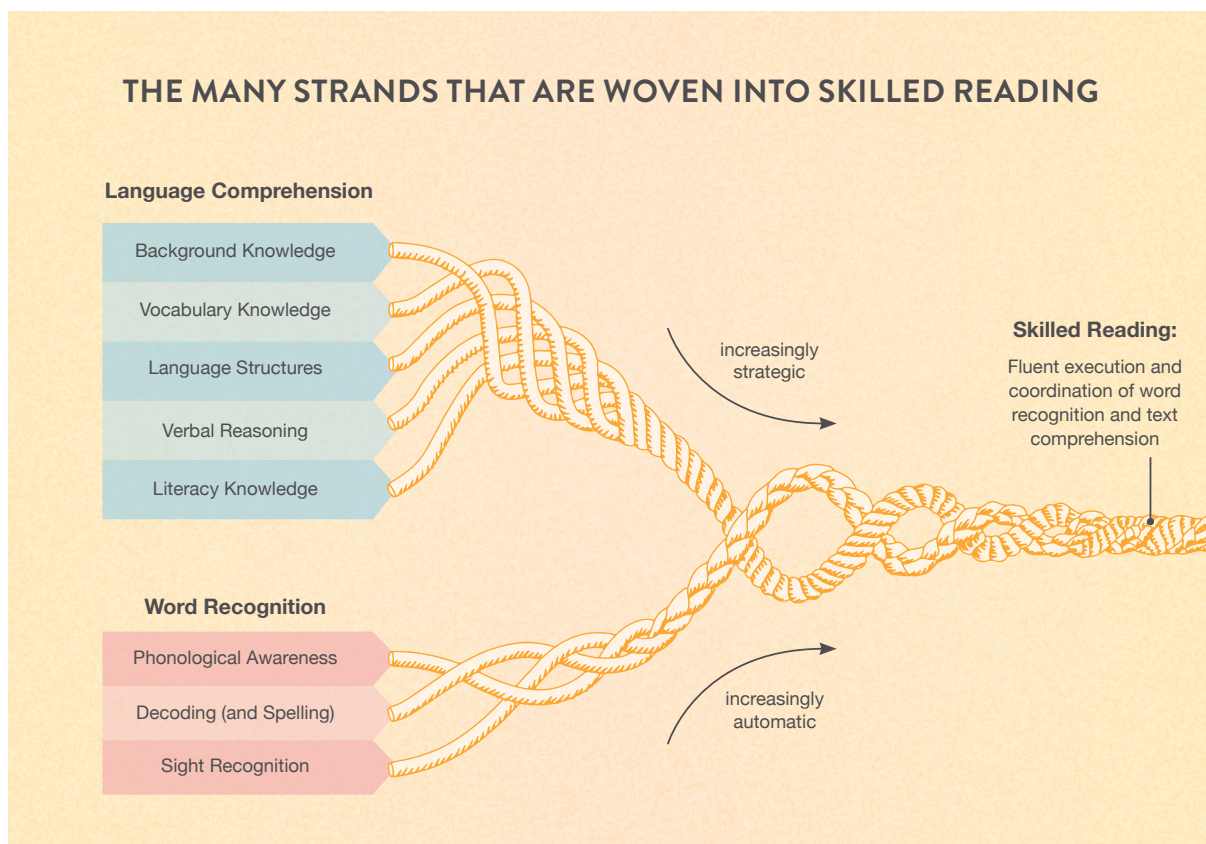 THE MANY STRANDS THAT ARE WOVEN INTO SKILLED READING
Language Comprehension
Background Knowledge
Vocabulary Knowledge
Language Structures
Verbal Reasoning
Literacy Knowledge
increasingly
strategic
Skilled Reading:
Fluent execution and
coordination of word
recognition and text
comprehension
Word Recognition
Phonological Awareness
Decoding (and Spelling)
Sight Recognition
increasingly
automatic